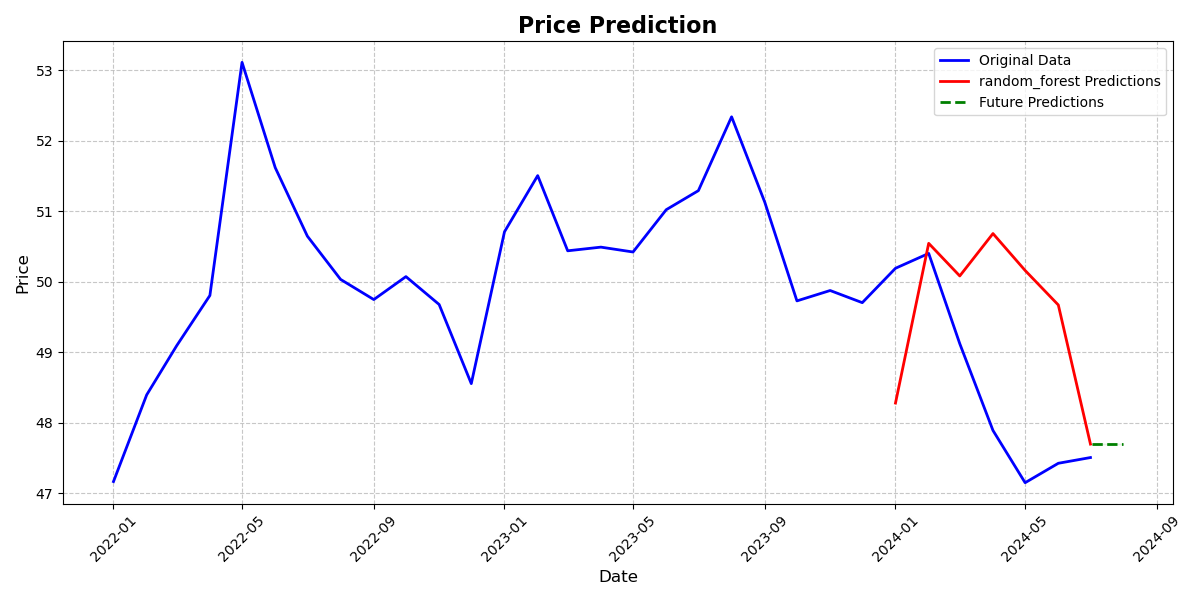 Price Prediction
Original Data
random_forest Predictions
Future Predictions
Price
53
52
51
50
49
48
47
2022-01
2022-05
2022-09
2023-01
2023-05
2023-09
2024-01
2024-05
2024-09
Date